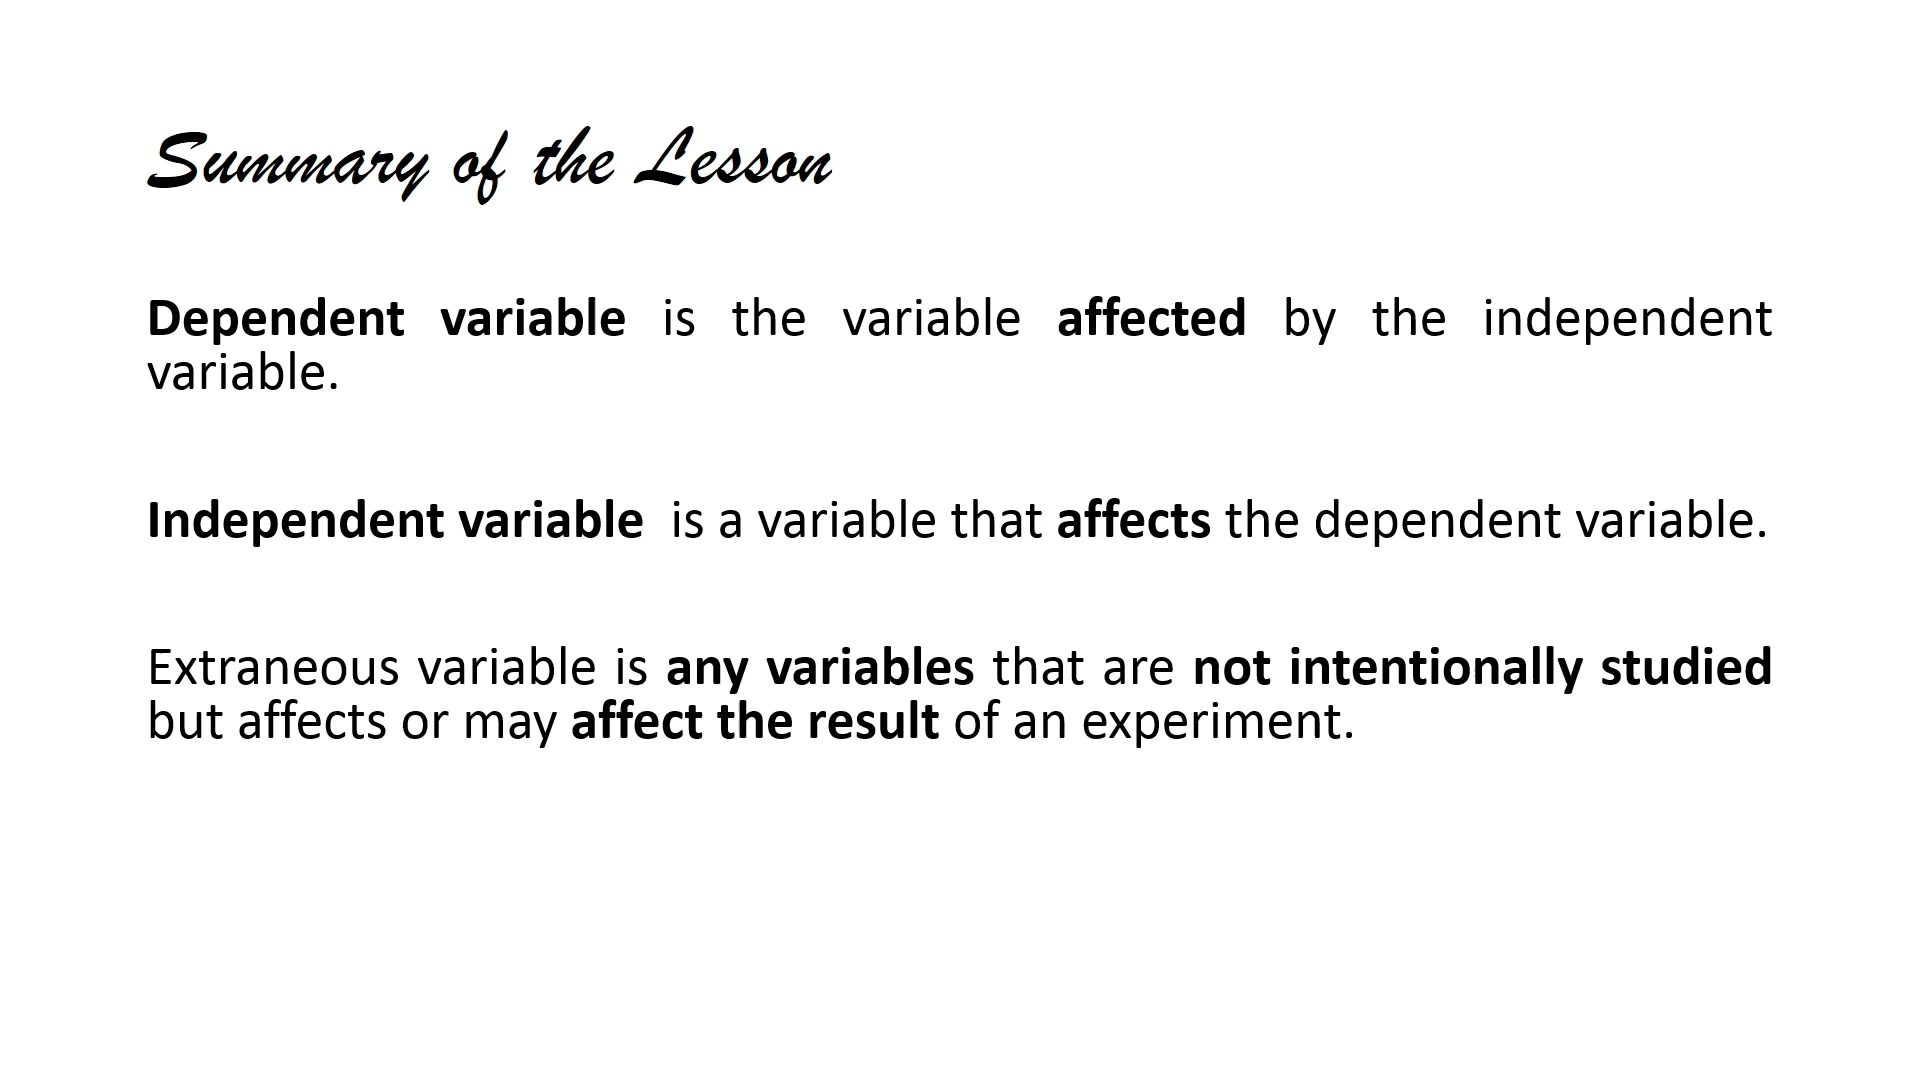 Summary of the Lesson
Dependent variable is the variable affected by the independent
variable.
Independent variable  is a variable that affects the dependent variable.
Extraneous variable is any variables that are not intentionally studied
but affects or may affect the result of an experiment.